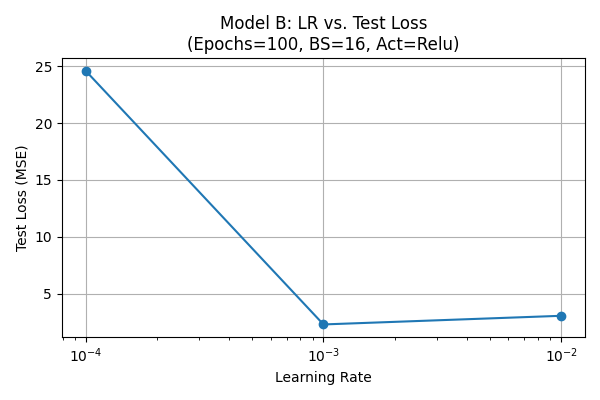 Model B: LR vs. Test Loss
(Epochs=100, BS=16, Act=Relu)
Test Loss (MSE)
25
20
15
10
5
10⁻⁴
10⁻³
10⁻²
Learning Rate